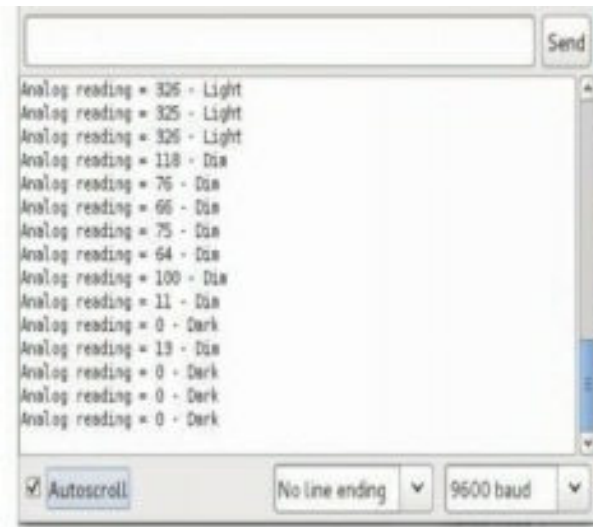 Send
Analog reading = 326 - Light
Analog reading = 325 - Light
Analog reading = 326 - Light
Analog reading = 118 - Dim
Analog reading = 76 - Dim
Analog reading = 66 - Dim
Analog reading = 75 - Dim
Analog reading = 64 - Dim
Analog reading = 100 - Dim
Analog reading = 11 - Dim
Analog reading = 0 - Dark
Analog reading = 13 - Dim
Analog reading = 0 - Dark
Analog reading = 0 - Dark
Analog reading = 0 - Dark
Autoscroll No line ending 9600 baud